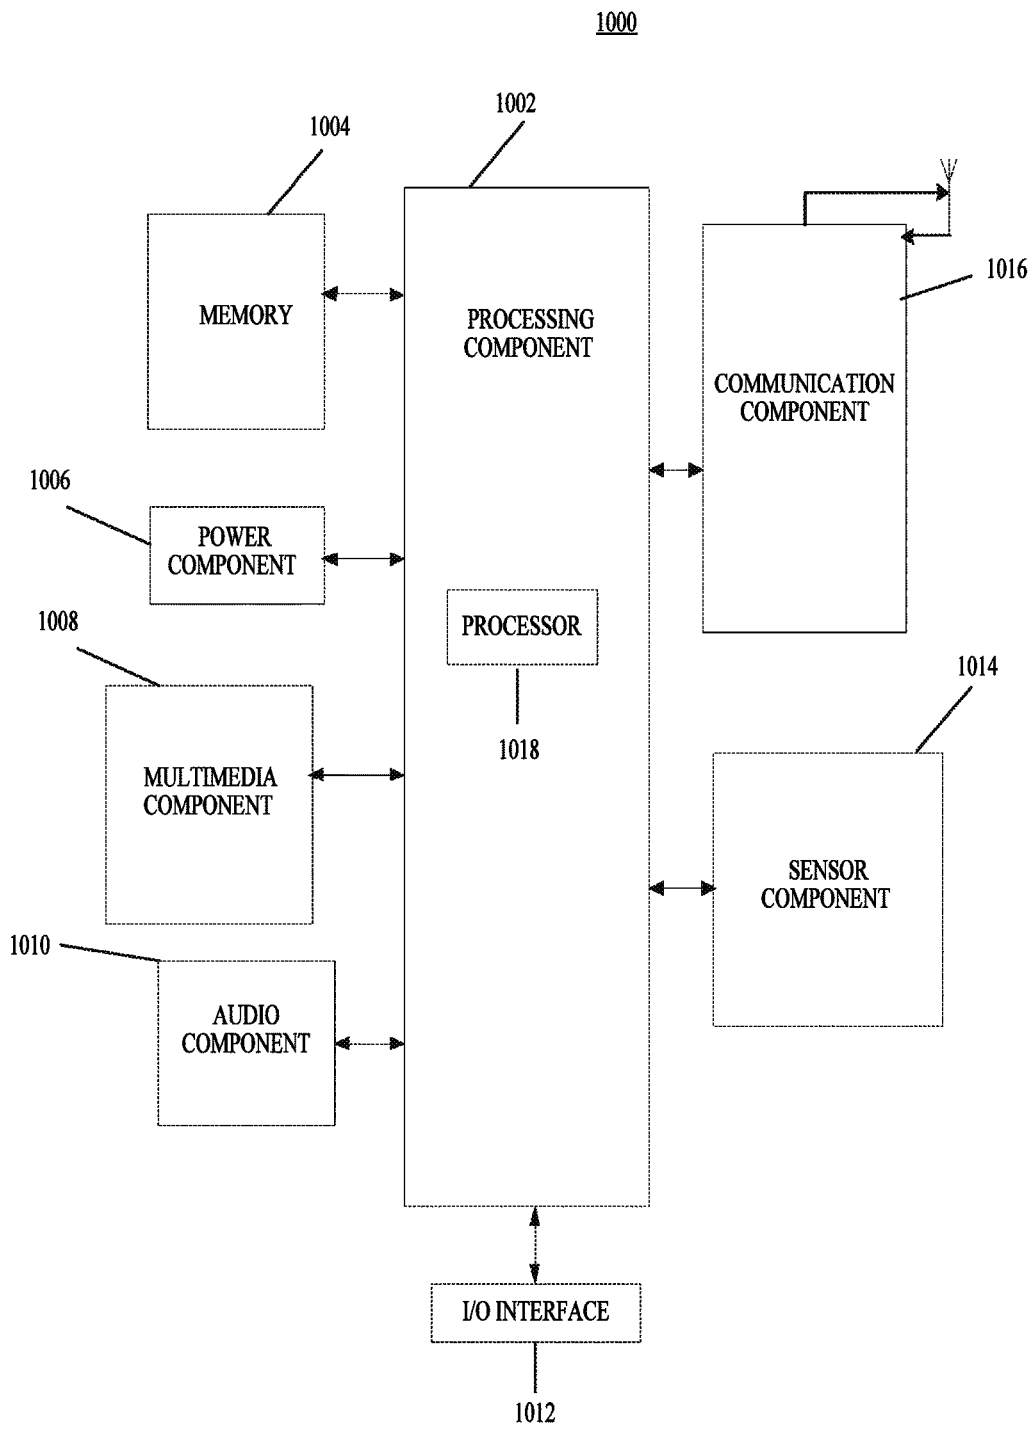 1000
1002
1004
1016
MEMORY
PROCESSING
COMPONENT
COMMUNICATION
COMPONENT
1006
POWER
COMPONENT
1008
PROCESSOR
1018
1014
MULTIMEDIA
COMPONENT
SENSOR
COMPONENT
1010
AUDIO
COMPONENT
I/O INTERFACE
1012